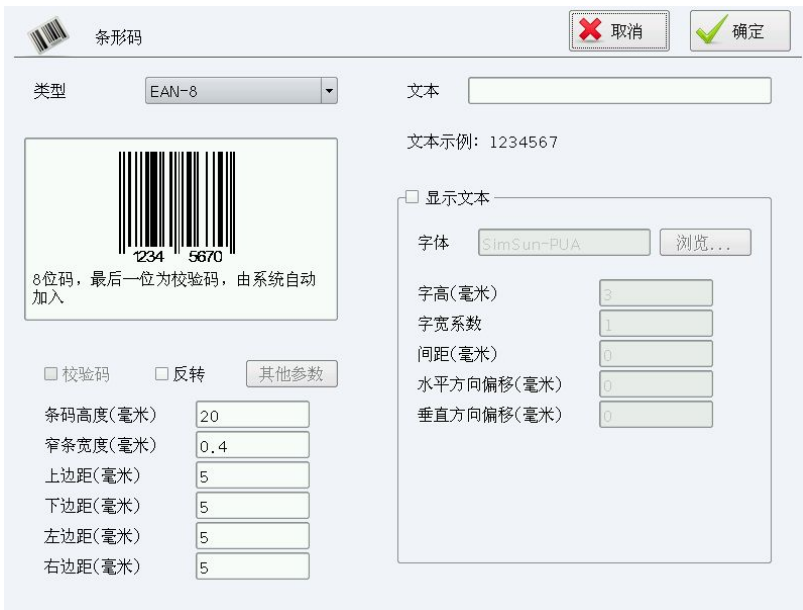 条形码
取消
确定
类型
EAN-8
文本
1234 5670
8位码，最后一位为校验码，由系统自动
加入
文本示例：1234567
显示文本
字体
SimSun-PUA
浏览...
字高(毫米)
3
字宽系数
1
间距(毫米)
0
水平方向偏移(毫米)
0
垂直方向偏移(毫米)
0
校验码
反转
其他参数
条码高度(毫米)
20
窄条宽度(毫米)
0.4
上边距(毫米)
5
下边距(毫米)
5
左边距(毫米)
5
右边距(毫米)
5